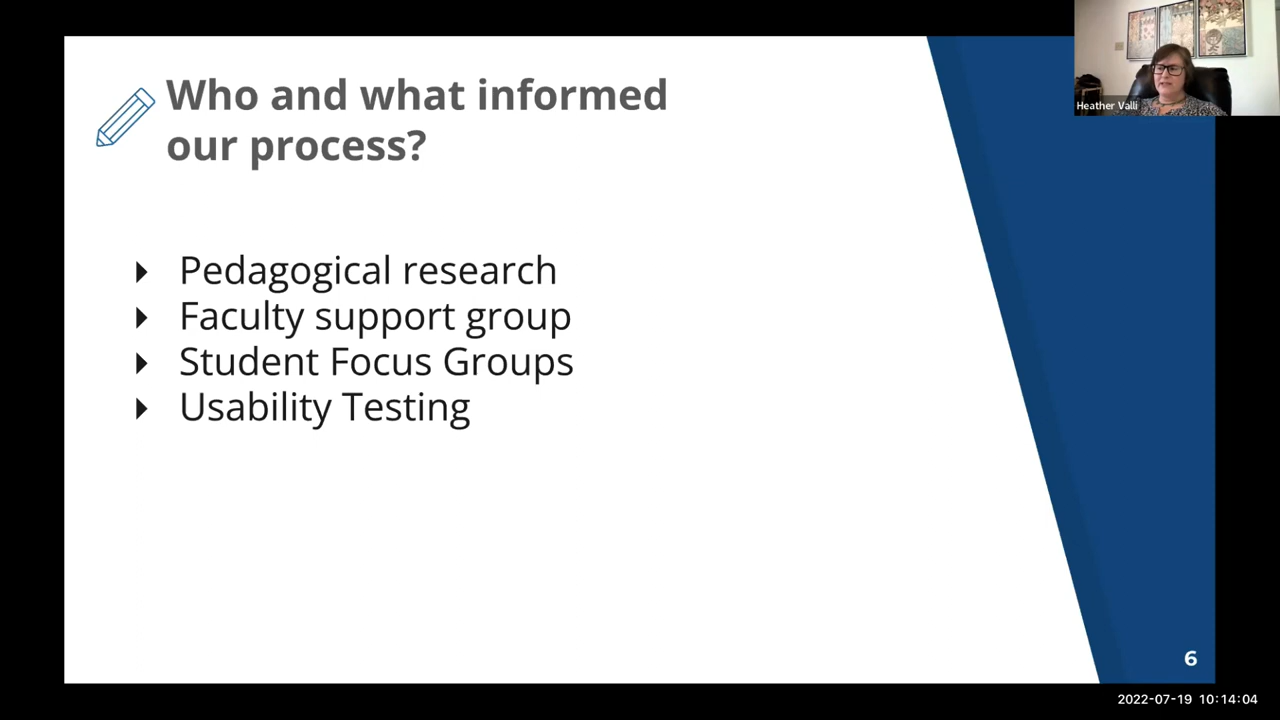 Who and what informed
our process?
Pedagogical research
Faculty support group
Student Focus Groups
Usability Testing
Heather Valli
6
2022-07-19 10:14:04